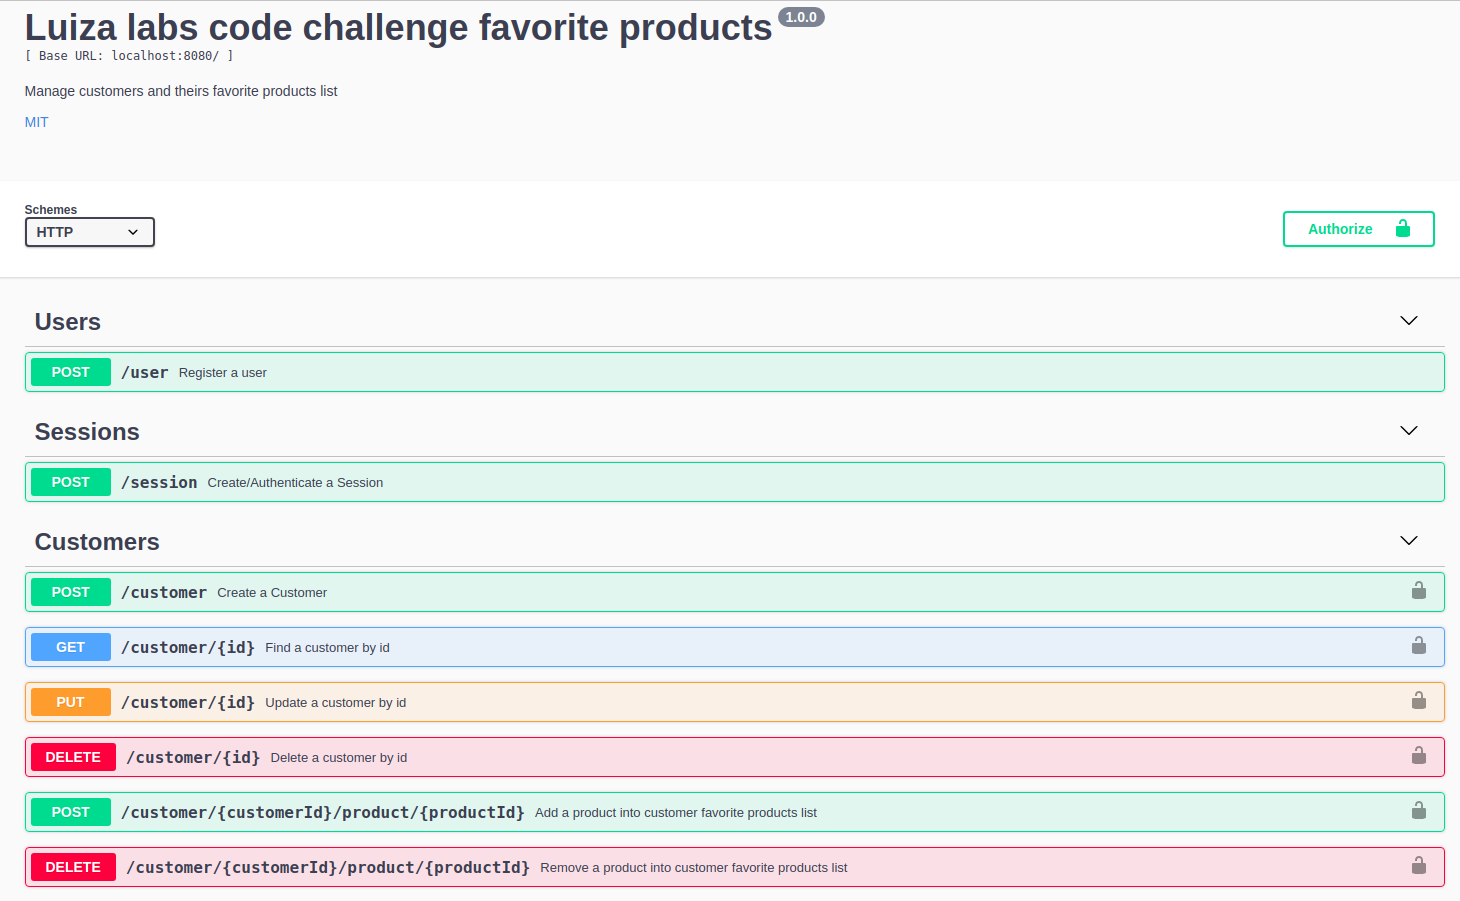 Luiza labs code challenge favorite products 1.0.0
[ Base URL: localhost:8080/ ]
Manage customers and theirs favorite products list
MIT
Schemes
HTTP
Authorize
Users
POST /user Register a user
Sessions
POST /session Create/Authenticate a Session
Customers
POST /customer Create a Customer
GET /customer/{id} Find a customer by id
PUT /customer/{id} Update a customer by id
DELETE /customer/{id} Delete a customer by id
POST /customer/{customerId}/product/{productId} Add a product into customer favorite products list
DELETE /customer/{customerId}/product/{productId} Remove a product into customer favorite products list